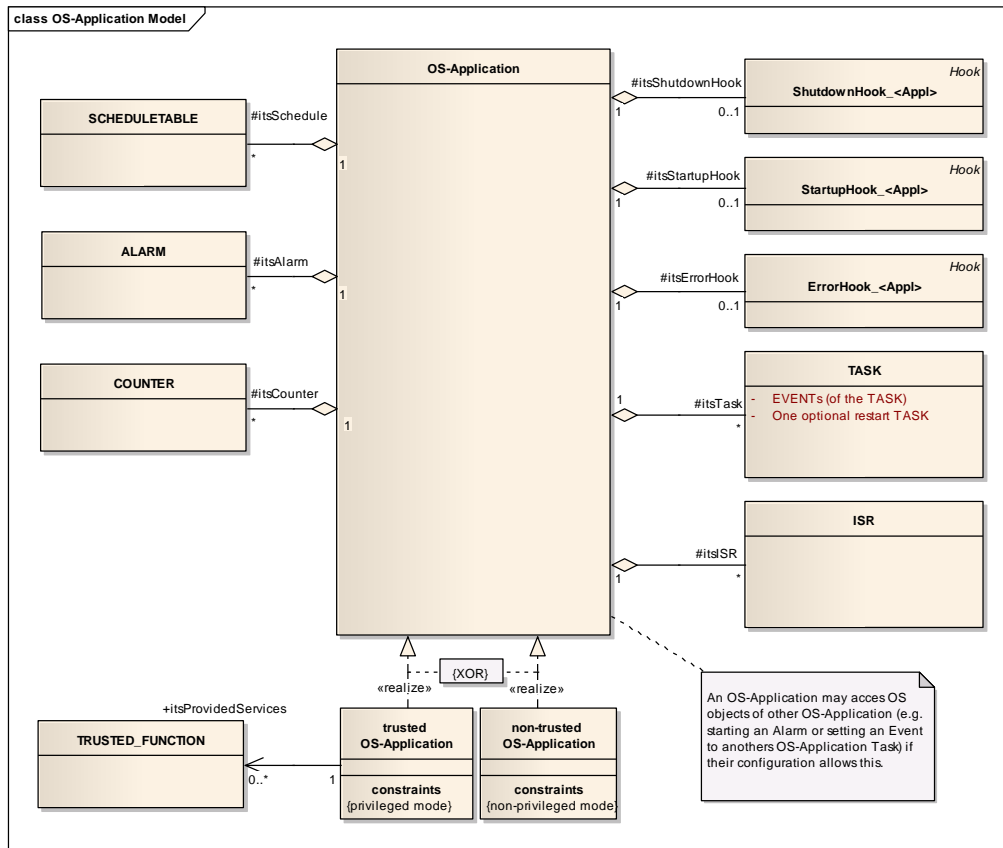 class OS-Application Model
OS-Application
SCHEDULETABLE
#itsSchedule
*
1
ALARM
#itsAlarm
*
1
COUNTER
#itsCounter
*
1
#itsShutdownHook
1
0..1
Hook
ShutdownHook_<Appl>
#itsStartupHook
1
0..1
Hook
StartupHook_<Appl>
#itsErrorHook
1
0..1
Hook
ErrorHook_<Appl>
1
#itsTask
*
TASK
- EVENTs (of the TASK)
- One optional restart TASK
#itsISR
1
*
ISR
{XOR}
«realize»
«realize»
+itsProvidedServices
TRUSTED_FUNCTION
0..*
1
trusted
OS-Application
constraints
{privileged mode}
non-trusted
OS-Application
constraints
{non-privileged mode}
An OS-Application may acces OS
objects of other OS-Application (e.g.
starting an Alarm or setting an Event
to anothers OS-Application Task) if
their configuration allows this.